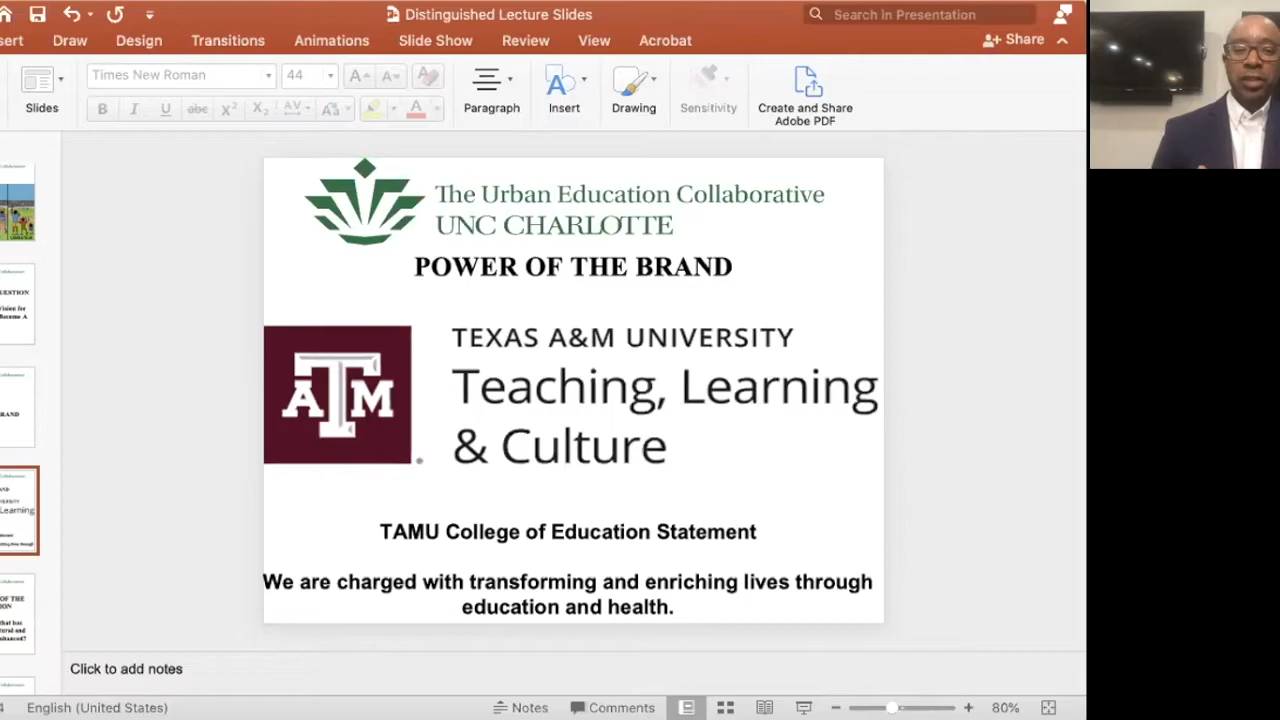 Distinguished Lecture Slides
Search in Presentation
sert Draw Design Transitions Animations Slide Show Review View Acrobat Share
Times New Roman 44
Slides Paragraph Insert Drawing Sensitivity Create and Share
Adobe PDF
The Urban Education Collaborative
UNC CHARLOTTE
POWER OF THE BRAND
ATM
TEXAS A&M UNIVERSITY
Teaching, Learning
& Culture
TAMU College of Education Statement
We are charged with transforming and enriching lives through
education and health.
Click to add notes
English (United States) Notes Comments 80%